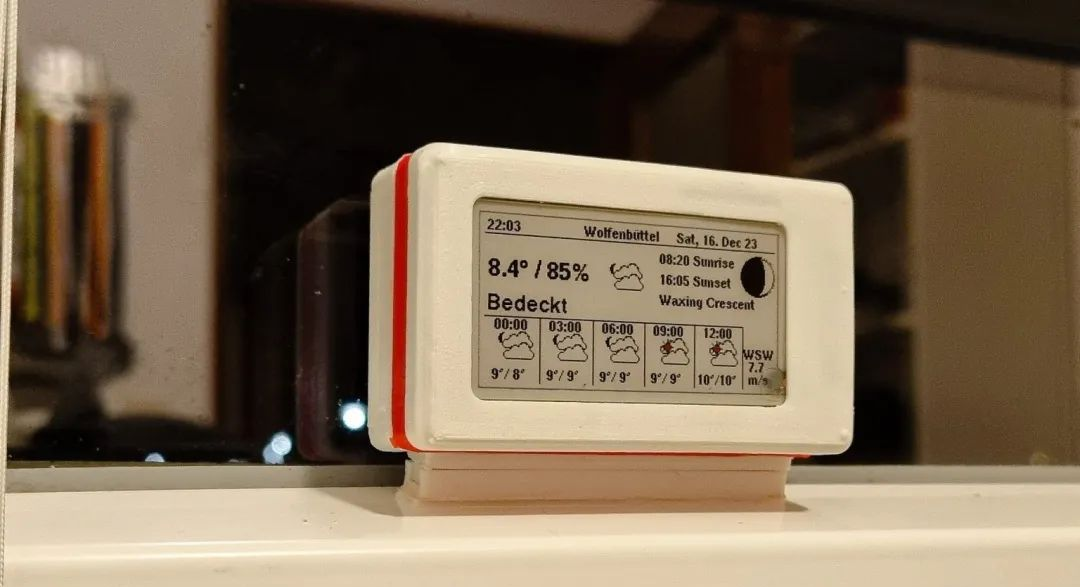 22:03 Wolfenbüttel Sat, 16. Dec 23
8.4° / 85%
08:20 Sunrise
16:05 Sunset
Bedeckt
Waxing Crescent
00:00 03:00 06:00 09:00 12:00
9°/ 8° 9°/ 9° 9°/ 9° 9°/ 9° 10°/10°
WSW
7.7
m/s